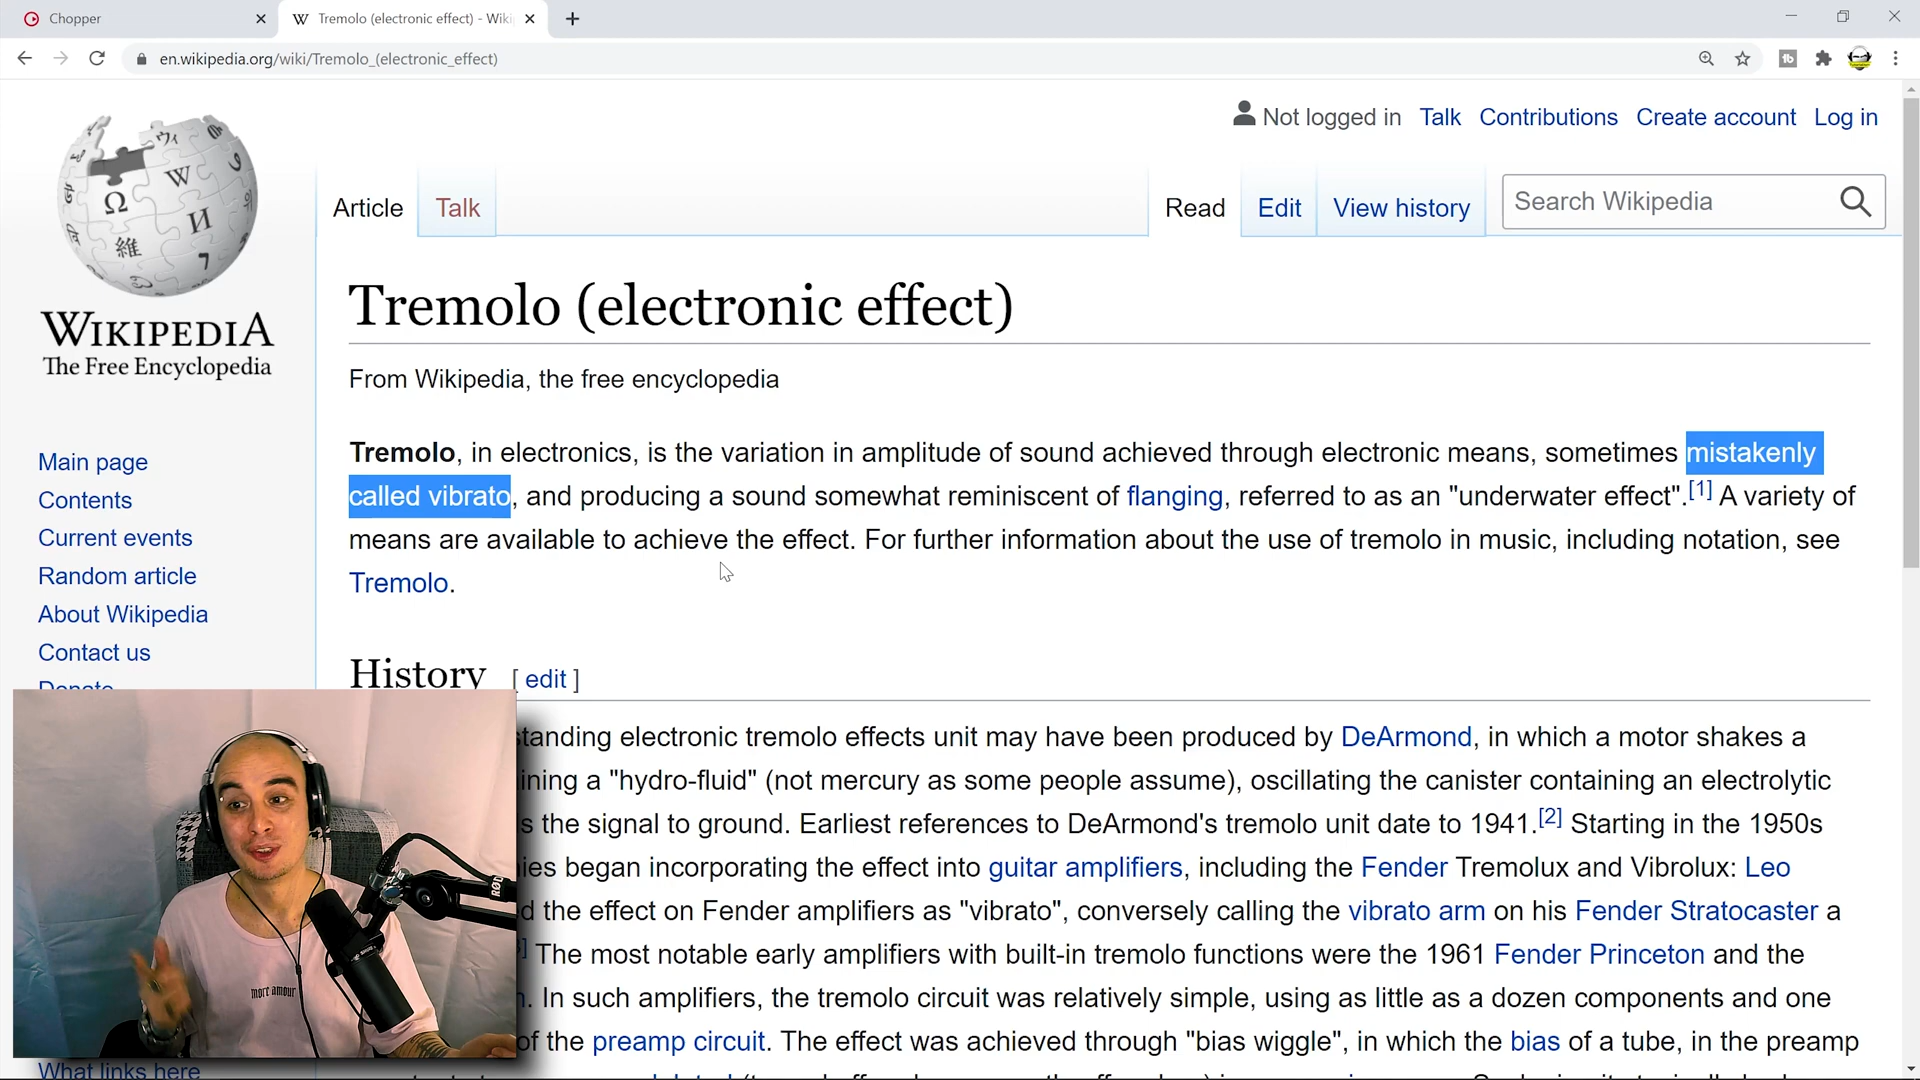 Chopper
Tremolo (electronic effect) - Wiki
en.wikipedia.org/wiki/Tremolo_(electronic_effect)
Not logged in Talk Contributions Create account Log in
Article Talk Read Edit View history Search Wikipedia
WIKIPEDIA
The Free Encyclopedia
Main page
Contents
Current events
Random article
About Wikipedia
Contact us
Donate
What links here
Tremolo (electronic effect)
From Wikipedia, the free encyclopedia
Tremolo, in electronics, is the variation in amplitude of sound achieved through electronic means, sometimes mistakenly
called vibrato, and producing a sound somewhat reminiscent of flanging, referred to as an "underwater effect".[1] A variety of
means are available to achieve the effect. For further information about the use of tremolo in music, including notation, see
Tremolo.
History [ edit ]
standing electronic tremolo effects unit may have been produced by DeArmond, in which a motor shakes a
ining a "hydro-fluid" (not mercury as some people assume), oscillating the canister containing an electrolytic
s the signal to ground. Earliest references to DeArmond's tremolo unit date to 1941.[2] Starting in the 1950s
ies began incorporating the effect into guitar amplifiers, including the Fender Tremolux and Vibrolux: Leo
d the effect on Fender amplifiers as "vibrato", conversely calling the vibrato arm on his Fender Stratocaster a
] The most notable early amplifiers with built-in tremolo functions were the 1961 Fender Princeton and the
n. In such amplifiers, the tremolo circuit was relatively simple, using as little as a dozen components and one
of the preamp circuit. The effect was achieved through "bias wiggle", in which the bias of a tube, in the preamp
more amour
RØD